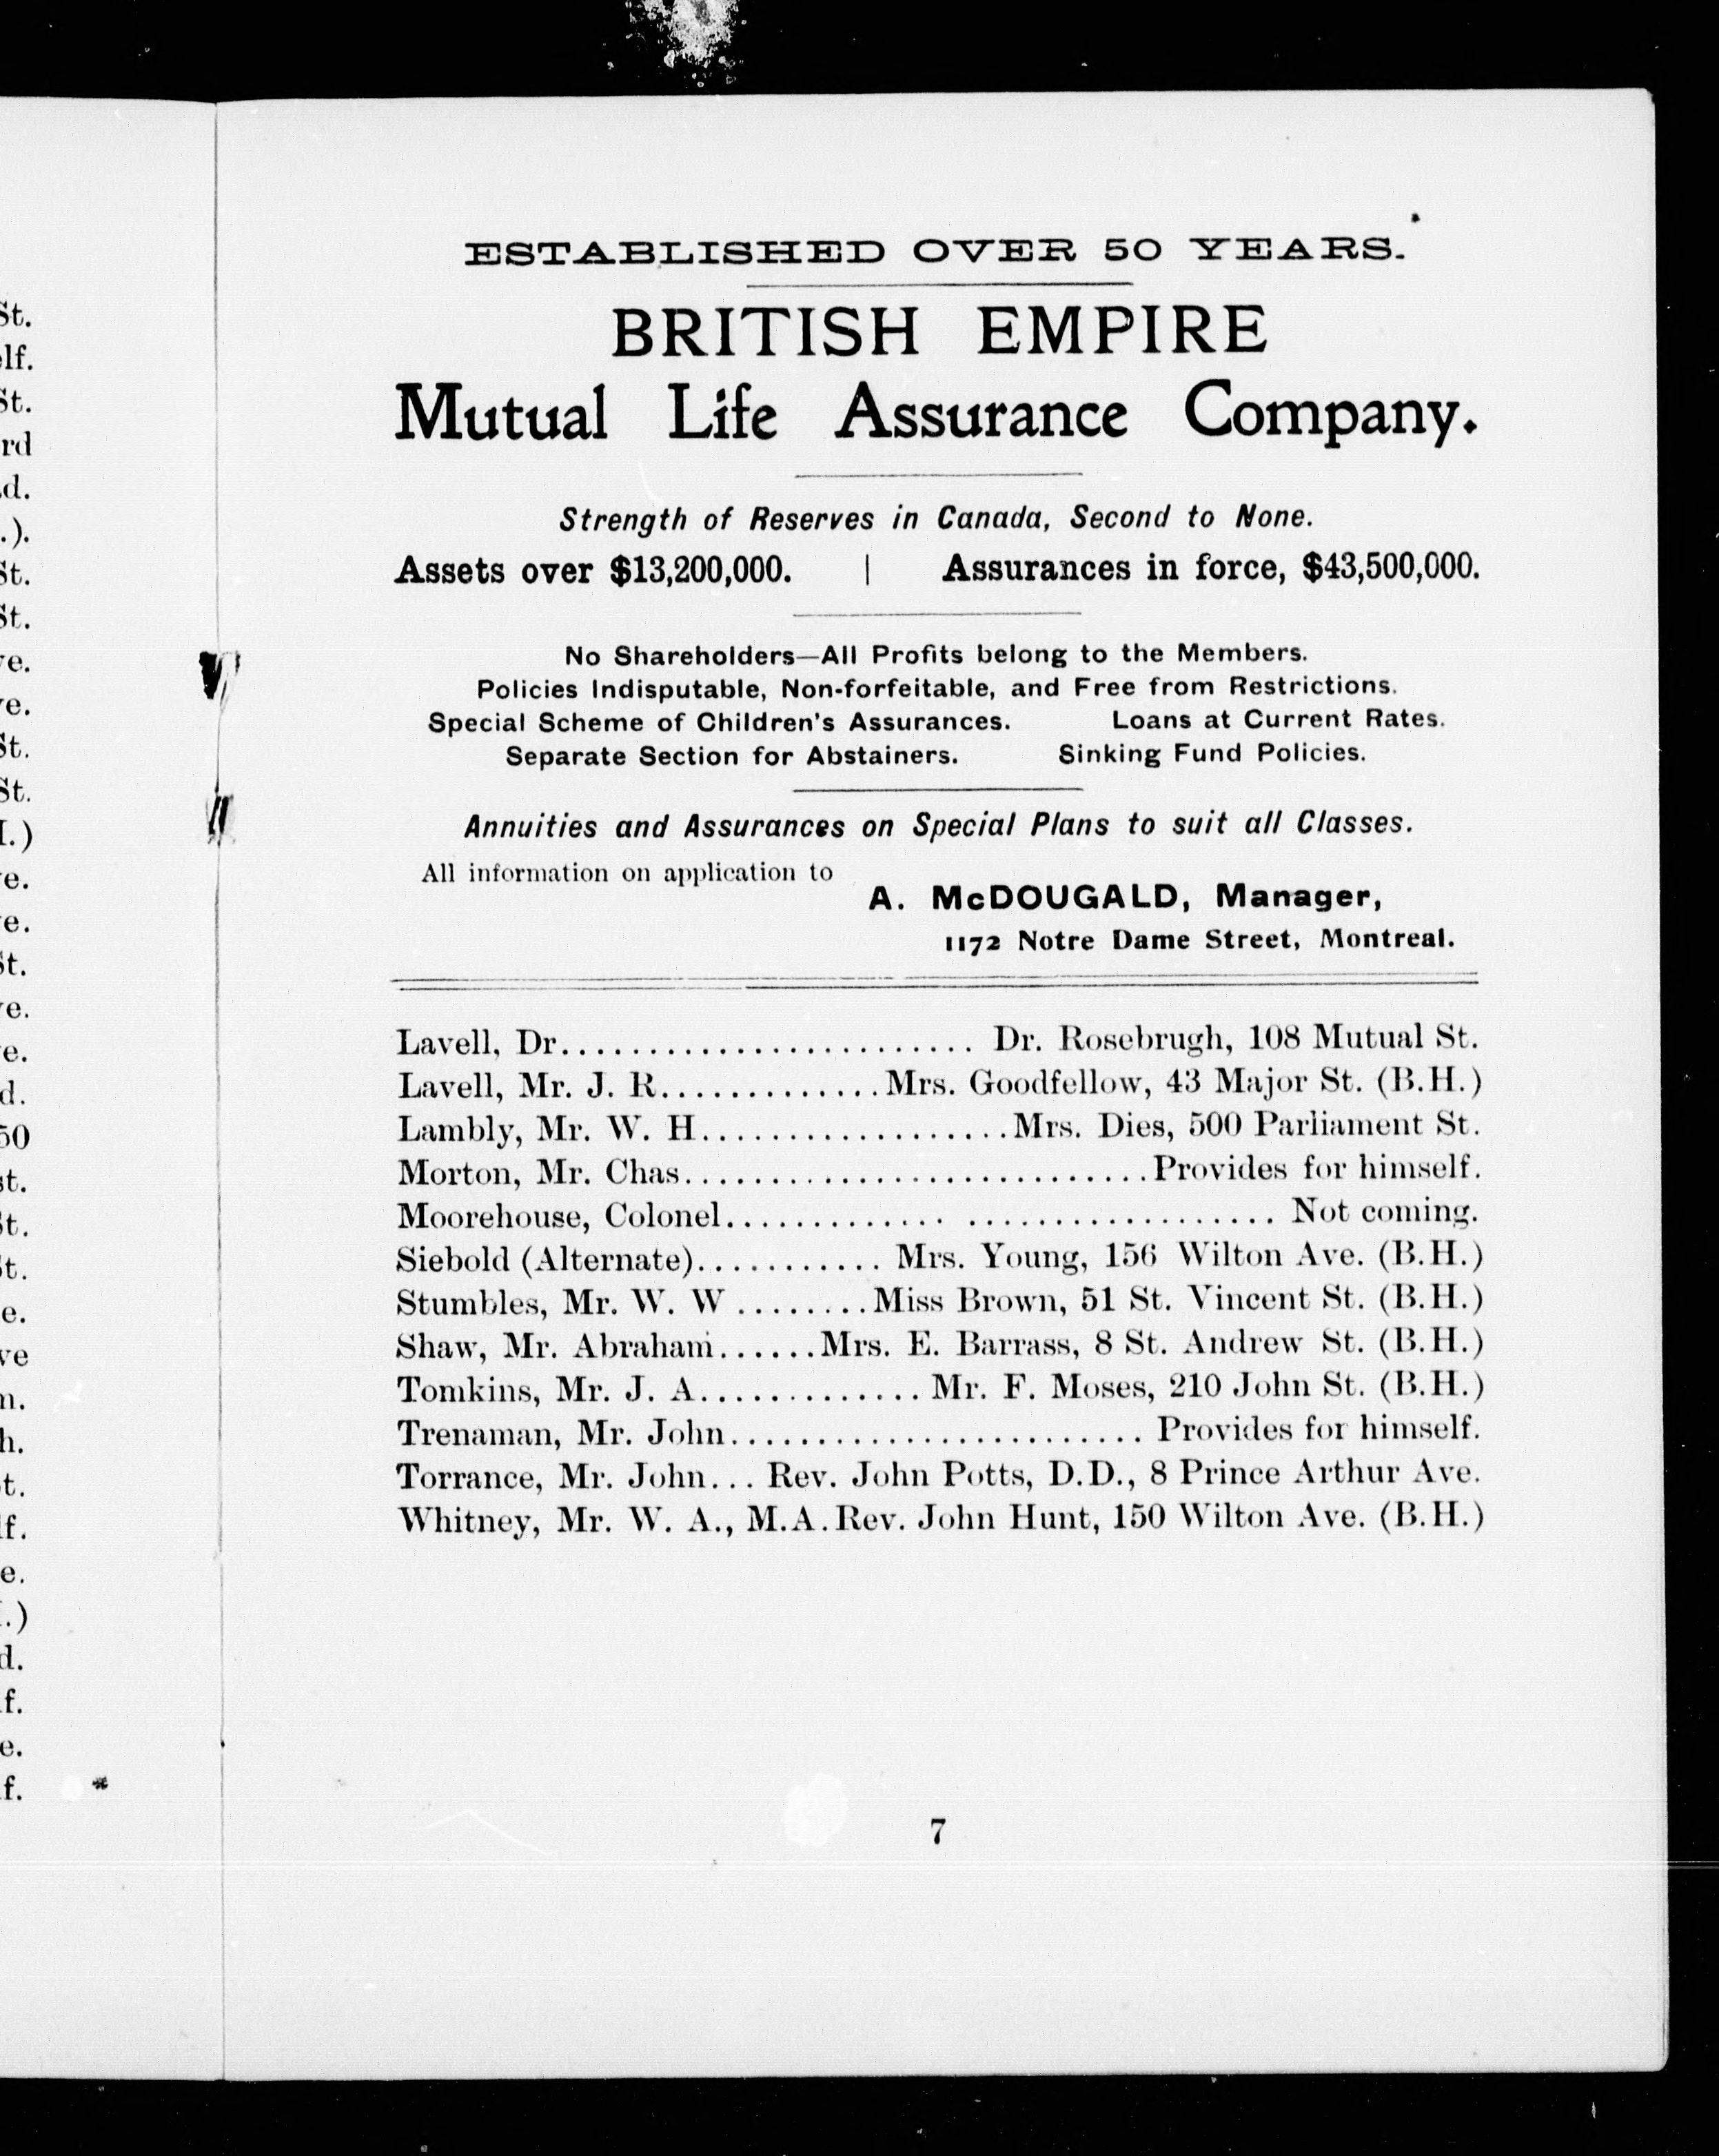 ESTABLISHED OVER 50 YEARS.
BRITISH EMPIRE
Mutual Life Assurance Company.
Strength of Reserves in Canada, Second to None.
Assets over $13,200,000. | Assurances in force, $43,500,000.
No Shareholders—All Profits belong to the Members.
Policies Indisputable, Non-forfeitable, and Free from Restrictions.
Special Scheme of Children's Assurances. Loans at Current Rates.
Separate Section for Abstainers. Sinking Fund Policies.
Annuities and Assurances on Special Plans to suit all Classes.
All information on application to
A. McDOUGALD, Manager,
1172 Notre Dame Street, Montreal.
Lavell, Dr.......................... Dr. Rosebrugh, 108 Mutual St.
Lavell, Mr. J. R.............Mrs. Goodfellow, 43 Major St. (B.H.)
Lambly, Mr. W. H...................Mrs. Dies, 500 Parliament St.
Morton, Mr. Chas............................Provides for himself.
Moorehouse, Colonel............. .................. Not coming.
Siebold (Alternate)........... Mrs. Young, 156 Wilton Ave. (B.H.)
Stumbles, Mr. W. W ........Miss Brown, 51 St. Vincent St. (B.H.)
Shaw, Mr. Abraham......Mrs. E. Barrass, 8 St. Andrew St. (B.H.)
Tomkins, Mr. J. A............. Mr. F. Moses, 210 John St. (B.H.)
Trenaman, Mr. John........................ Provides for himself.
Torrance, Mr. John... Rev. John Potts, D.D., 8 Prince Arthur Ave.
Whitney, Mr. W. A., M.A.Rev. John Hunt, 150 Wilton Ave. (B.H.)
7